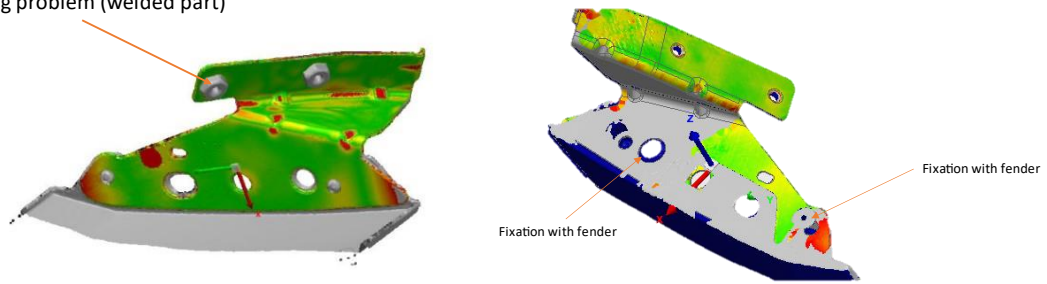 problem (welded part)
Fixation with fender
Fixation with fender
Z
X
Y
X